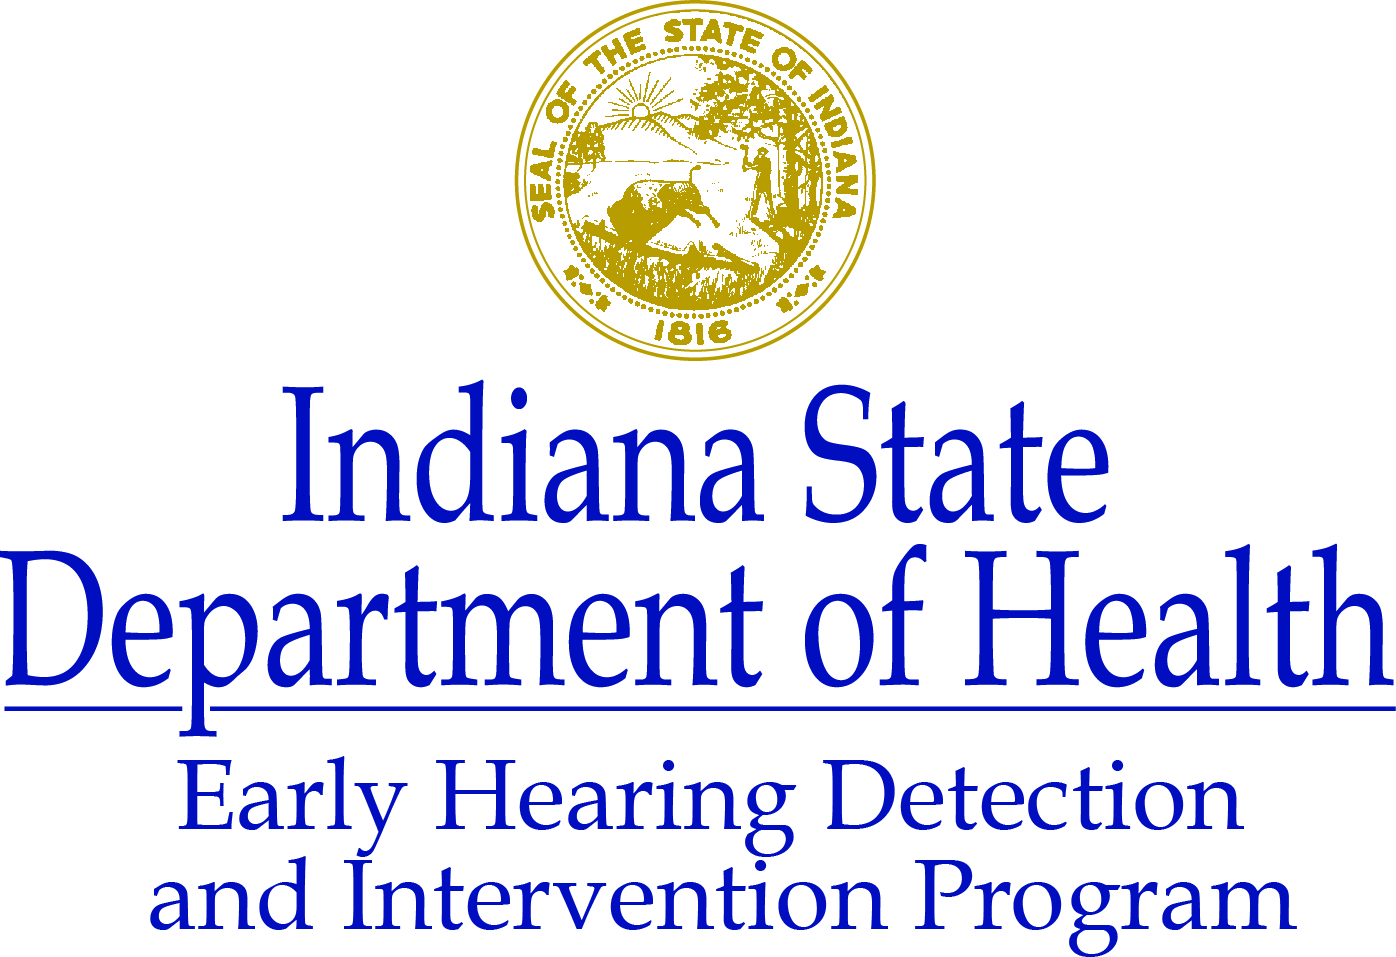 SEAL OF THE STATE OF INDIANA
1816
Indiana State
Department of Health
Early Hearing Detection
and Intervention Program